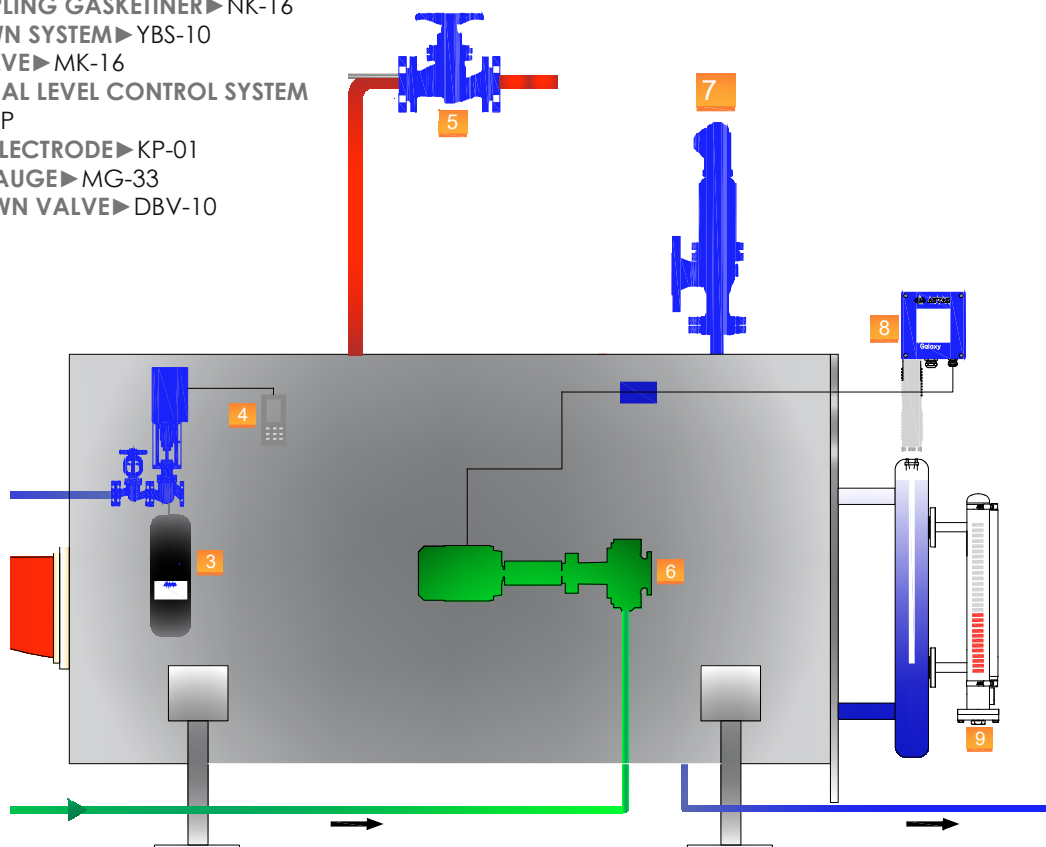 PLING GASKETINER▶NK-16
WN SYSTEM▶YBS-10
VE▶MK-16
AL LEVEL CONTROL SYSTEM
P
LECTRODE▶KP-01
AUGE▶MG-33
WN VALVE▶DBV-10
5
7
8
Galaxy
4
3
6
9